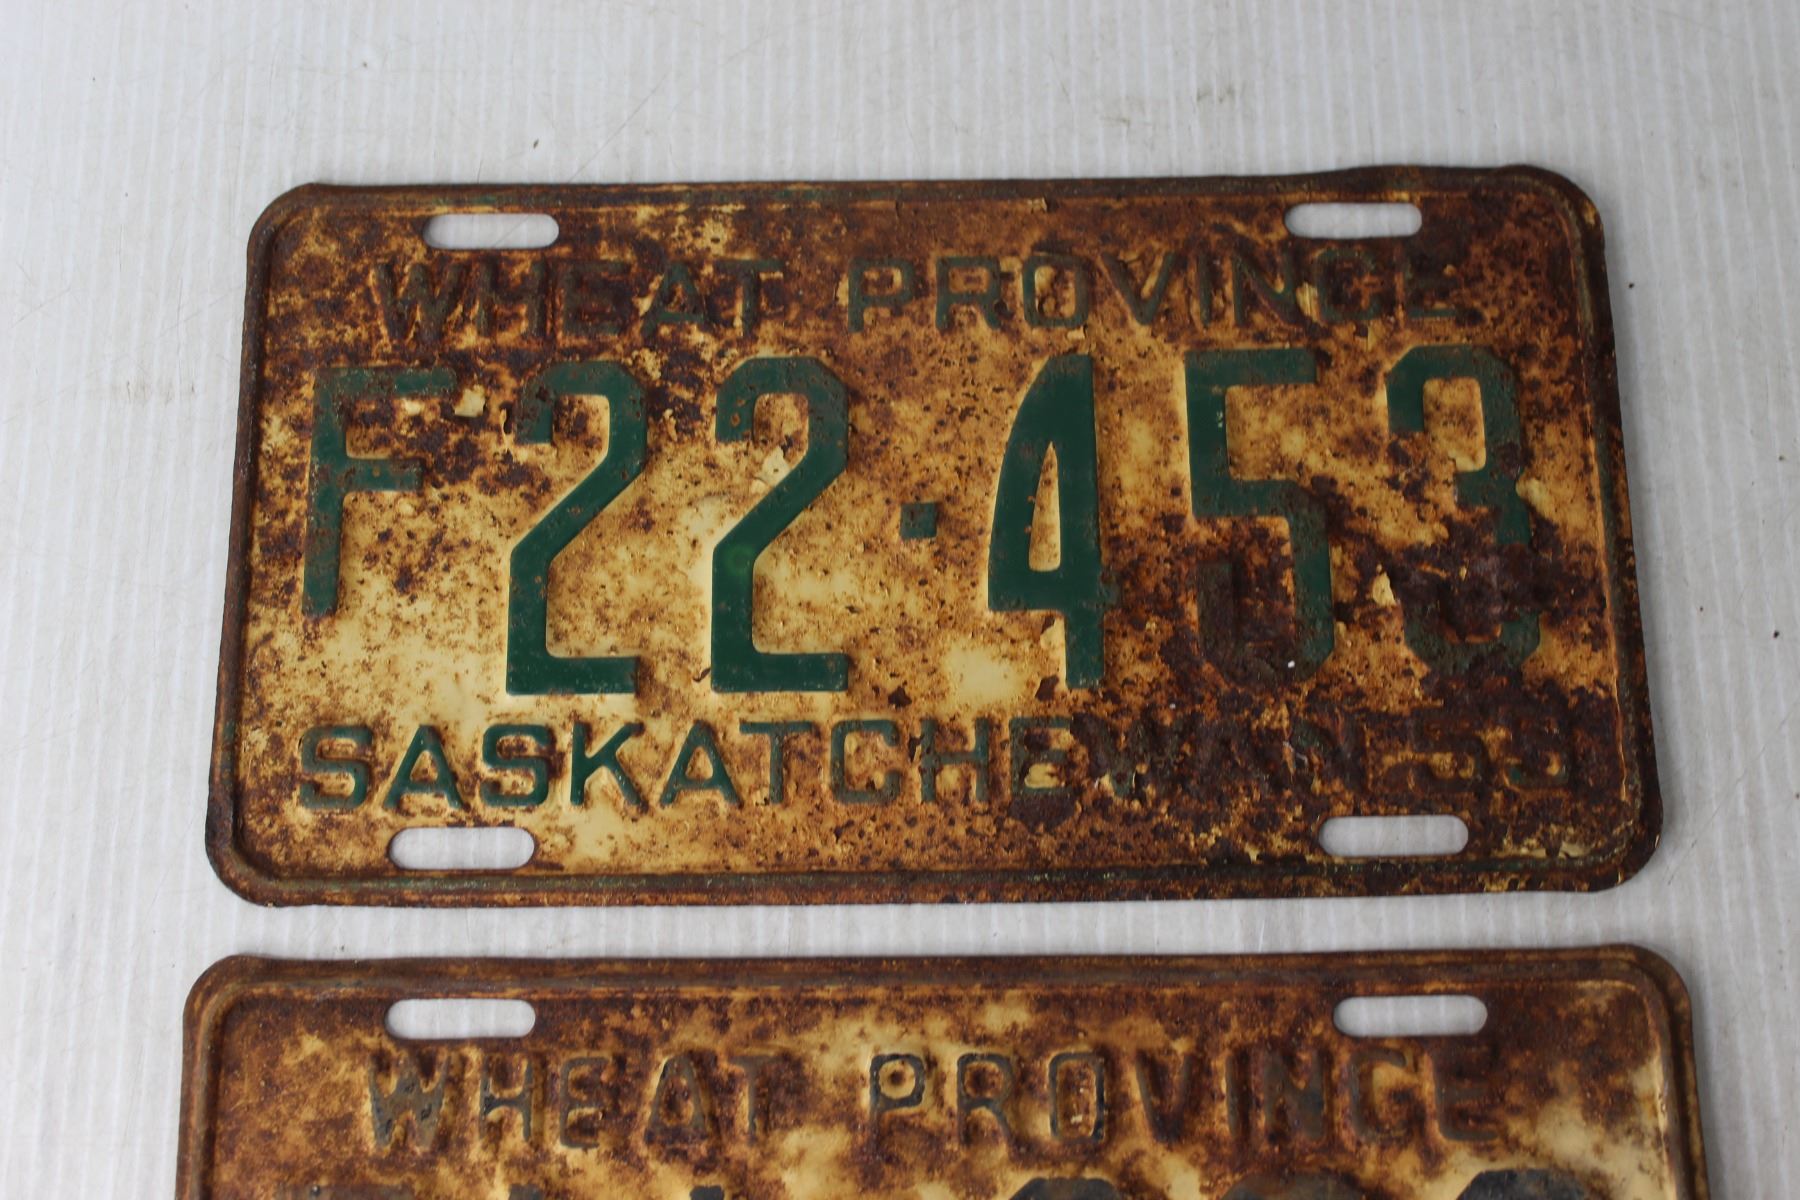 WHEAT PROVINCE
F22·453
SASKATCHEWAN
WHEAT PROVINCE